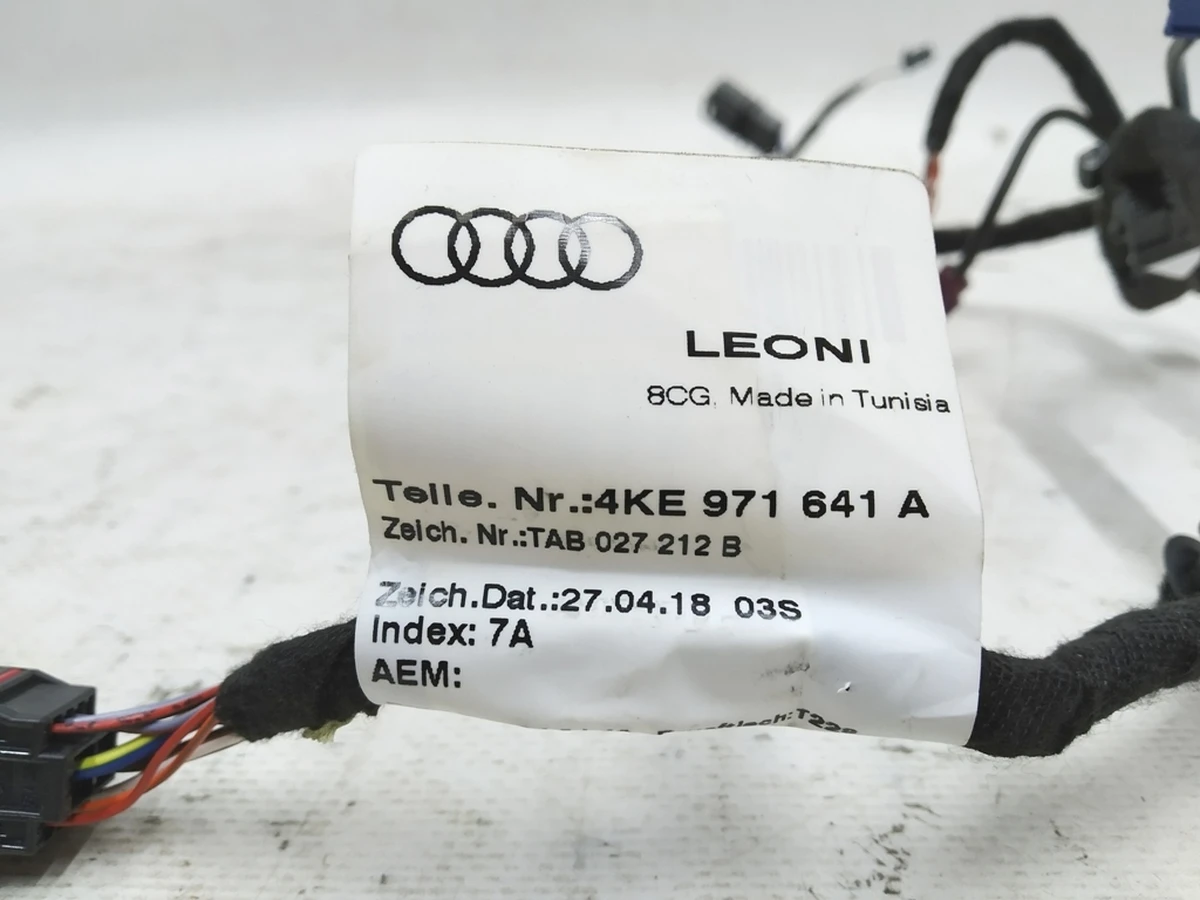 LEONI
8CG. Made in Tunisia
Teile. Nr.:4KE 971 641 A
Zeich. Nr.:TAB 027 212 B
Zeich.Dat.:27.04.18 03S
Index: 7A
AEM: